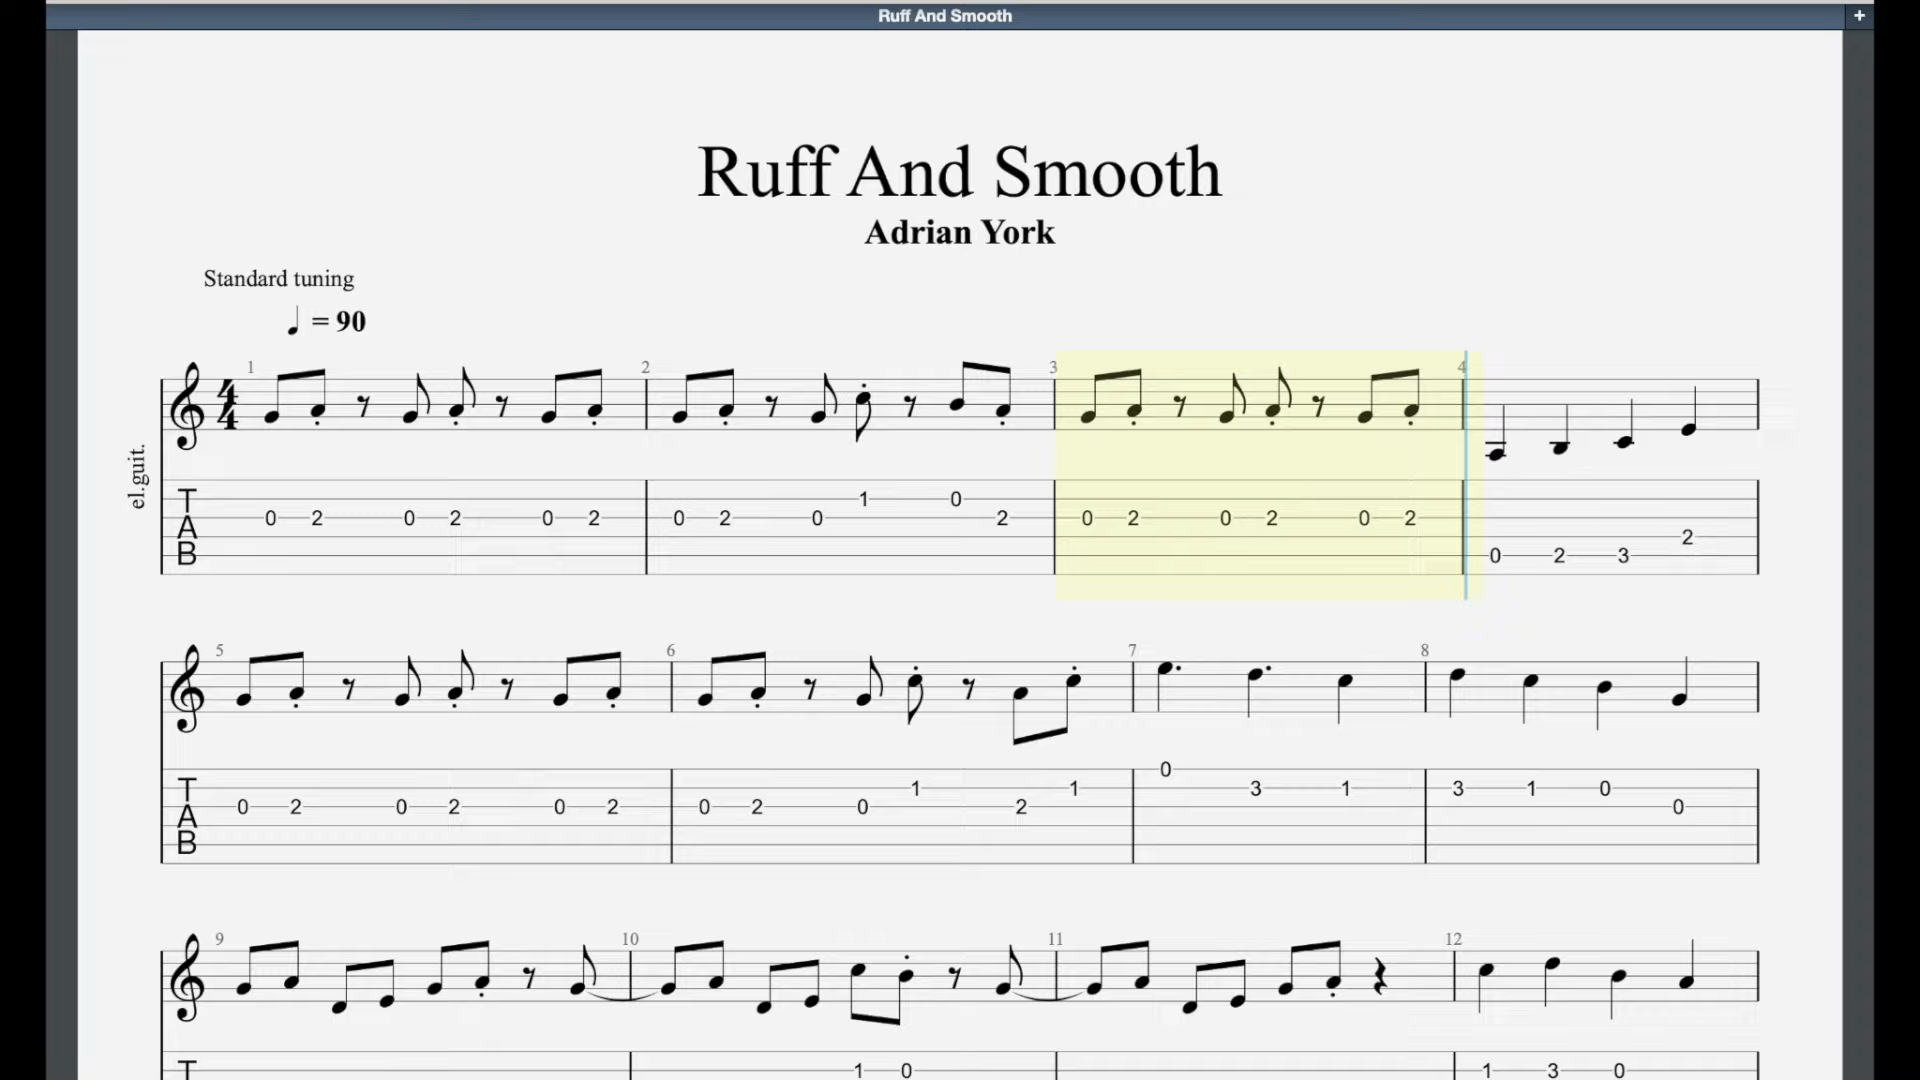 Ruff And Smooth +
Ruff And Smooth
Adrian York
Standard tuning
= 90
el.guit.
1 2 3 4
4
4
T
A
B
0 2 0 2 0 2 0 2 0 1 0 2 0 2 0 2 0 2 0 2 3 2
5 6 7 8
T
A
B
0 2 0 2 0 2 0 2 0 1 2 1 0 3 1 3 1 0 0
9 10 11 12
T
1 0 1 3 0